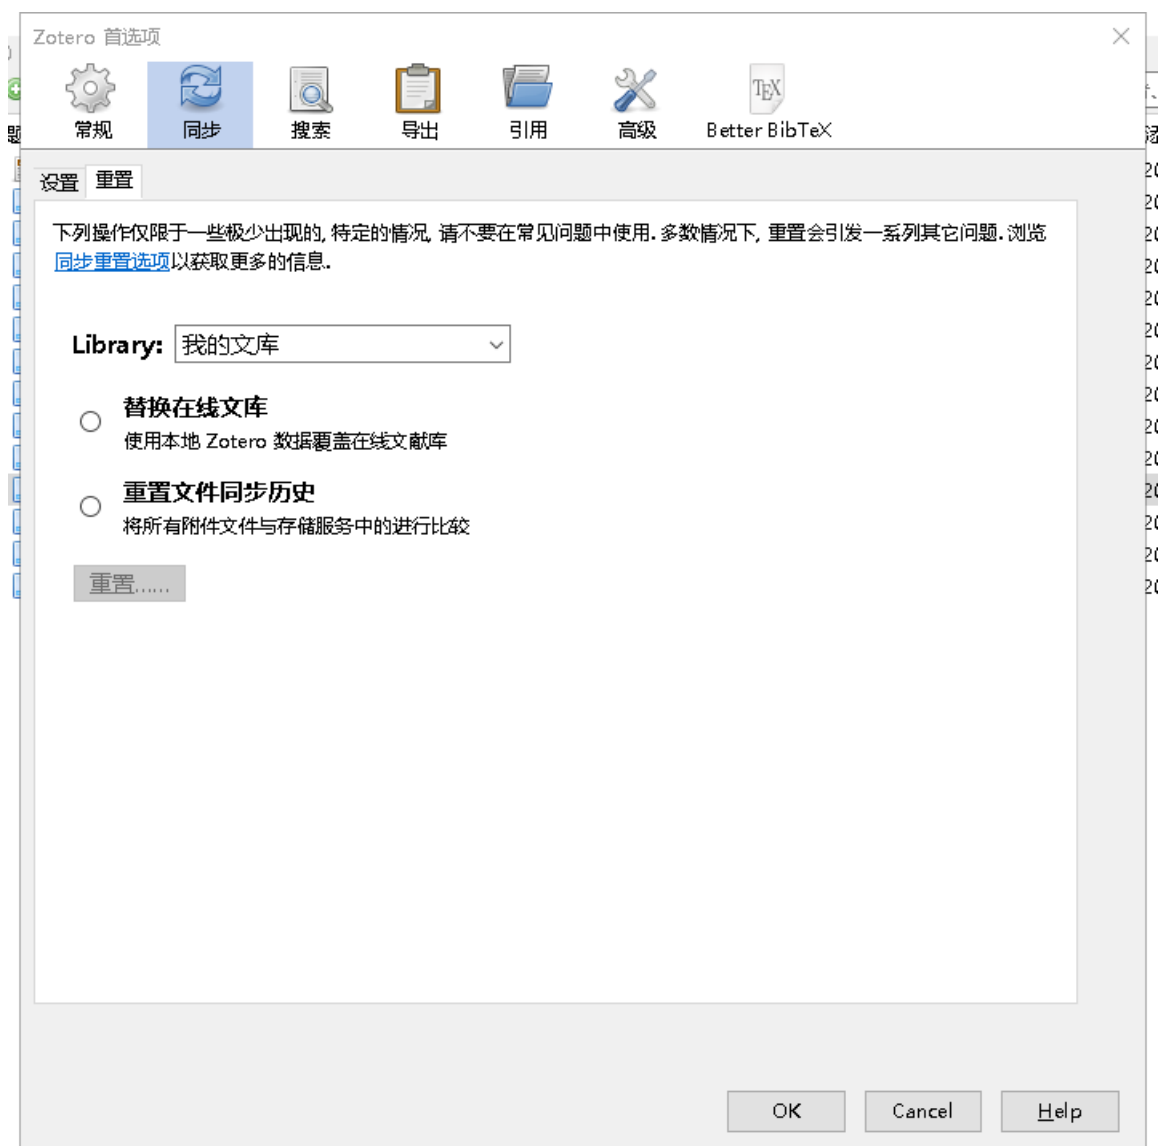 Zotero 首选项
常规 同步 搜索 导出 引用 高级 Better BibTeX
设置 重置
下列操作仅限于一些极少出现的, 特定的情况, 请不要在常见问题中使用. 多数情况下, 重置会引发一系列其它问题. 浏览
同步重置选项以获取更多的信息.
Library: 我的文库
替换在线文库
使用本地 Zotero 数据覆盖在线文献库
重置文件同步历史
将所有附件文件与存储服务中的进行比较
重置......
OK Cancel Help